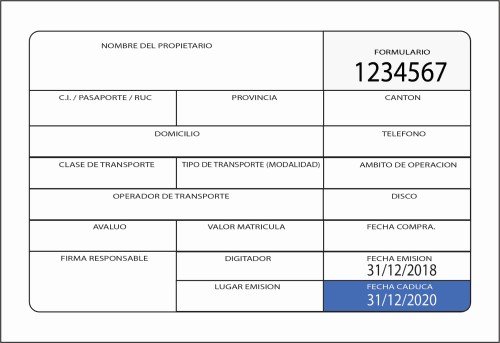 NOMBRE DEL PROPIETARIO
FORMULARIO
1234567
C.I. / PASAPORTE / RUC
PROVINCIA
CANTON
DOMICILIO
TELEFONO
CLASE DE TRANSPORTE
TIPO DE TRANSPORTE (MODALIDAD)
AMBITO DE OPERACION
OPERADOR DE TRANSPORTE
DISCO
AVALUO
VALOR MATRICULA
FECHA COMPRA.
FIRMA RESPONSABLE
DIGITADOR
FECHA EMISION
31/12/2018
LUGAR EMISION
FECHA CADUCA
31/12/2020